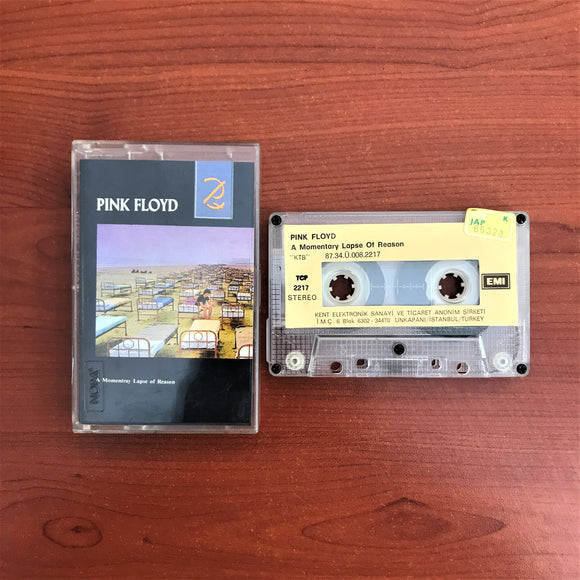 PINK FLOYD
A Momentray Lapse of Reason
PINK FLOYD
A Momentary Lapse Of Reason
"KTB" 87.34.Ü.008.2217
TCP
2217
STEREO
EMI
KENT ELEKTRONİK SANAYİ VE TİCARET ANONİM ŞİRKETİ
İ.M.Ç. 6 Blok 6302 - 34470 UNKAPANI/İSTANBUL/TURKEY
JAP K
65323